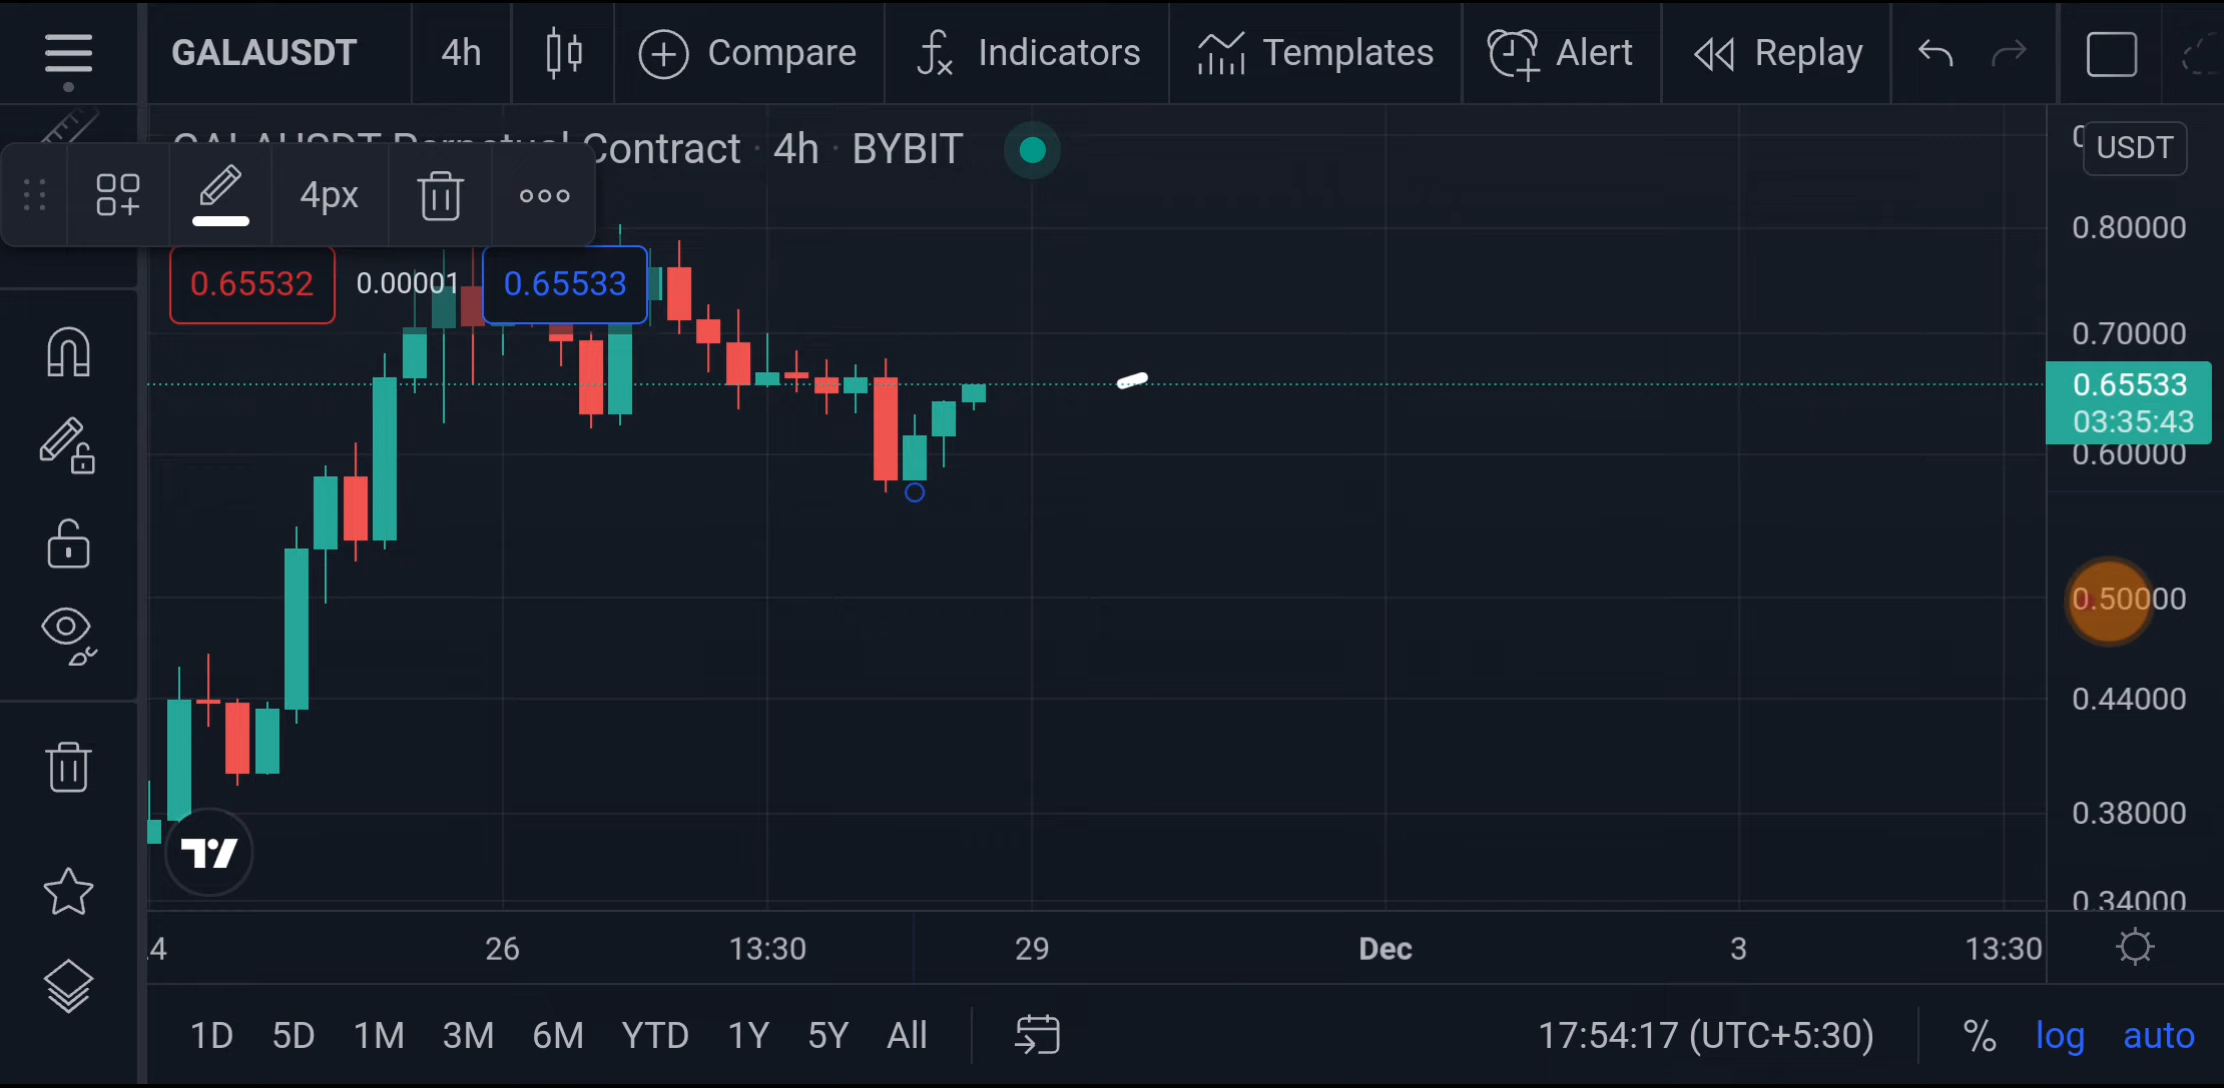 GALAUSDT 4h Compare Indicators Templates Alert Replay
Contract · 4h · BYBIT
USDT
4px
0.80000
0.65532 0.00001 0.65533
0.70000
0.65533
03:35:43
0.60000
0.50000
0.44000
0.38000
0.34000
26 13:30 29 Dec 3 13:30
1D 5D 1M 3M 6M YTD 1Y 5Y All
17:54:17 (UTC+5:30) % log auto